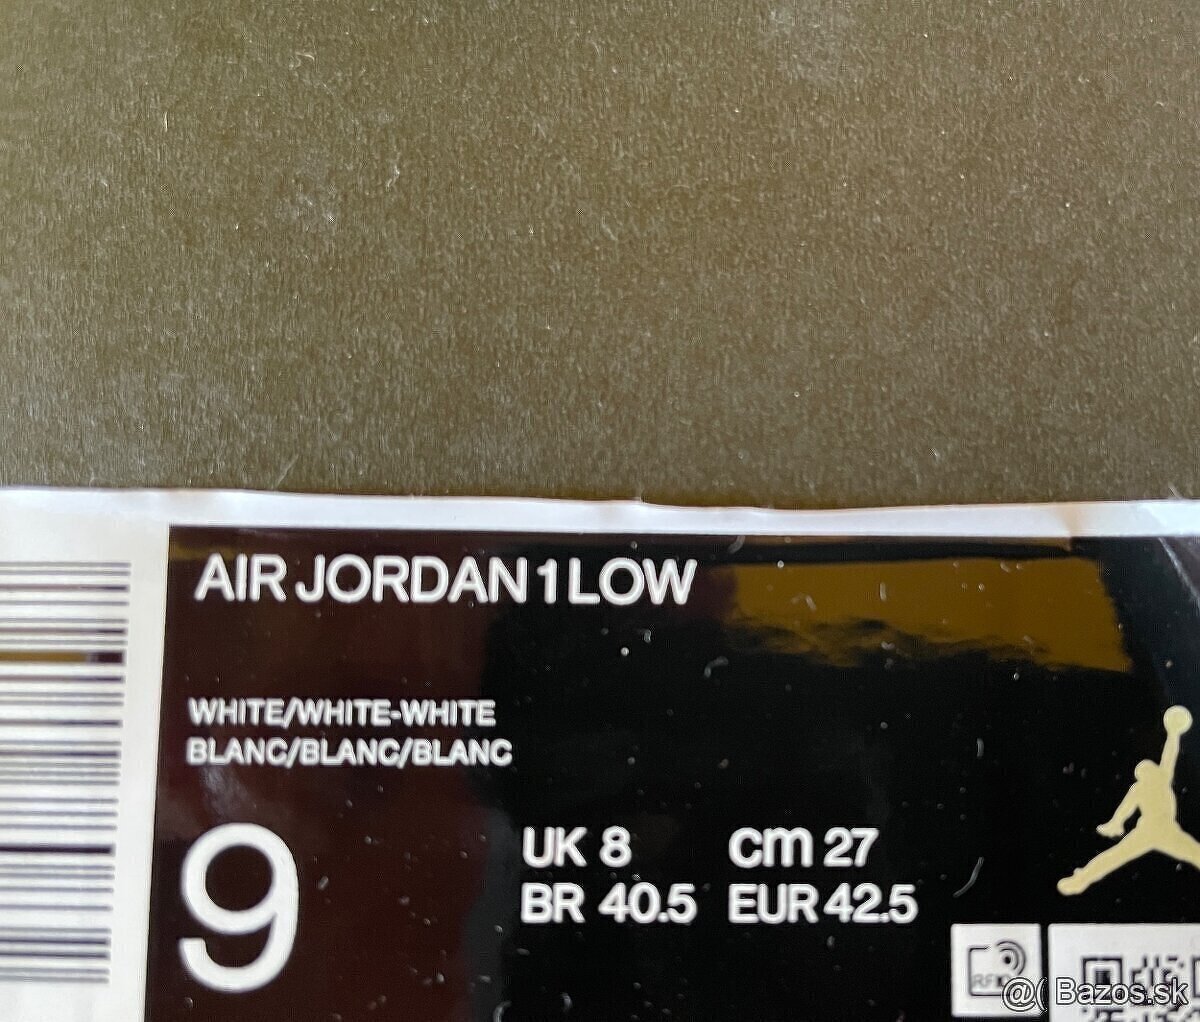 AIR JORDAN 1 LOW
WHITE/WHITE-WHITE
BLANC/BLANC/BLANC
9
UK 8 cm 27
BR 40.5 EUR 42.5
RFID
@( Bazos.sk